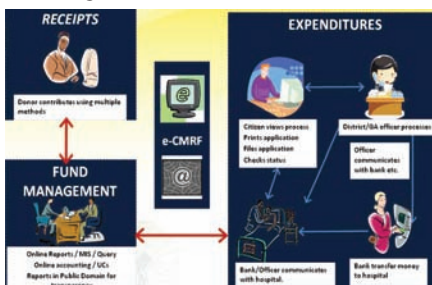 RECEIPTS
Donor contributes using multiple
methods
FUND
MANAGEMENT
Online Reports / MIS / Query
Online accounting / UCs
Reports in Public Domain for
e-CMRF
EXPENDITURES
Citizen views process
Prints application
Files application
Checks status
District/GA officer processes
Officer
communicates
with bank etc.
Bank/Officer communicates
with hospital.
Bank transfer money
to hospital